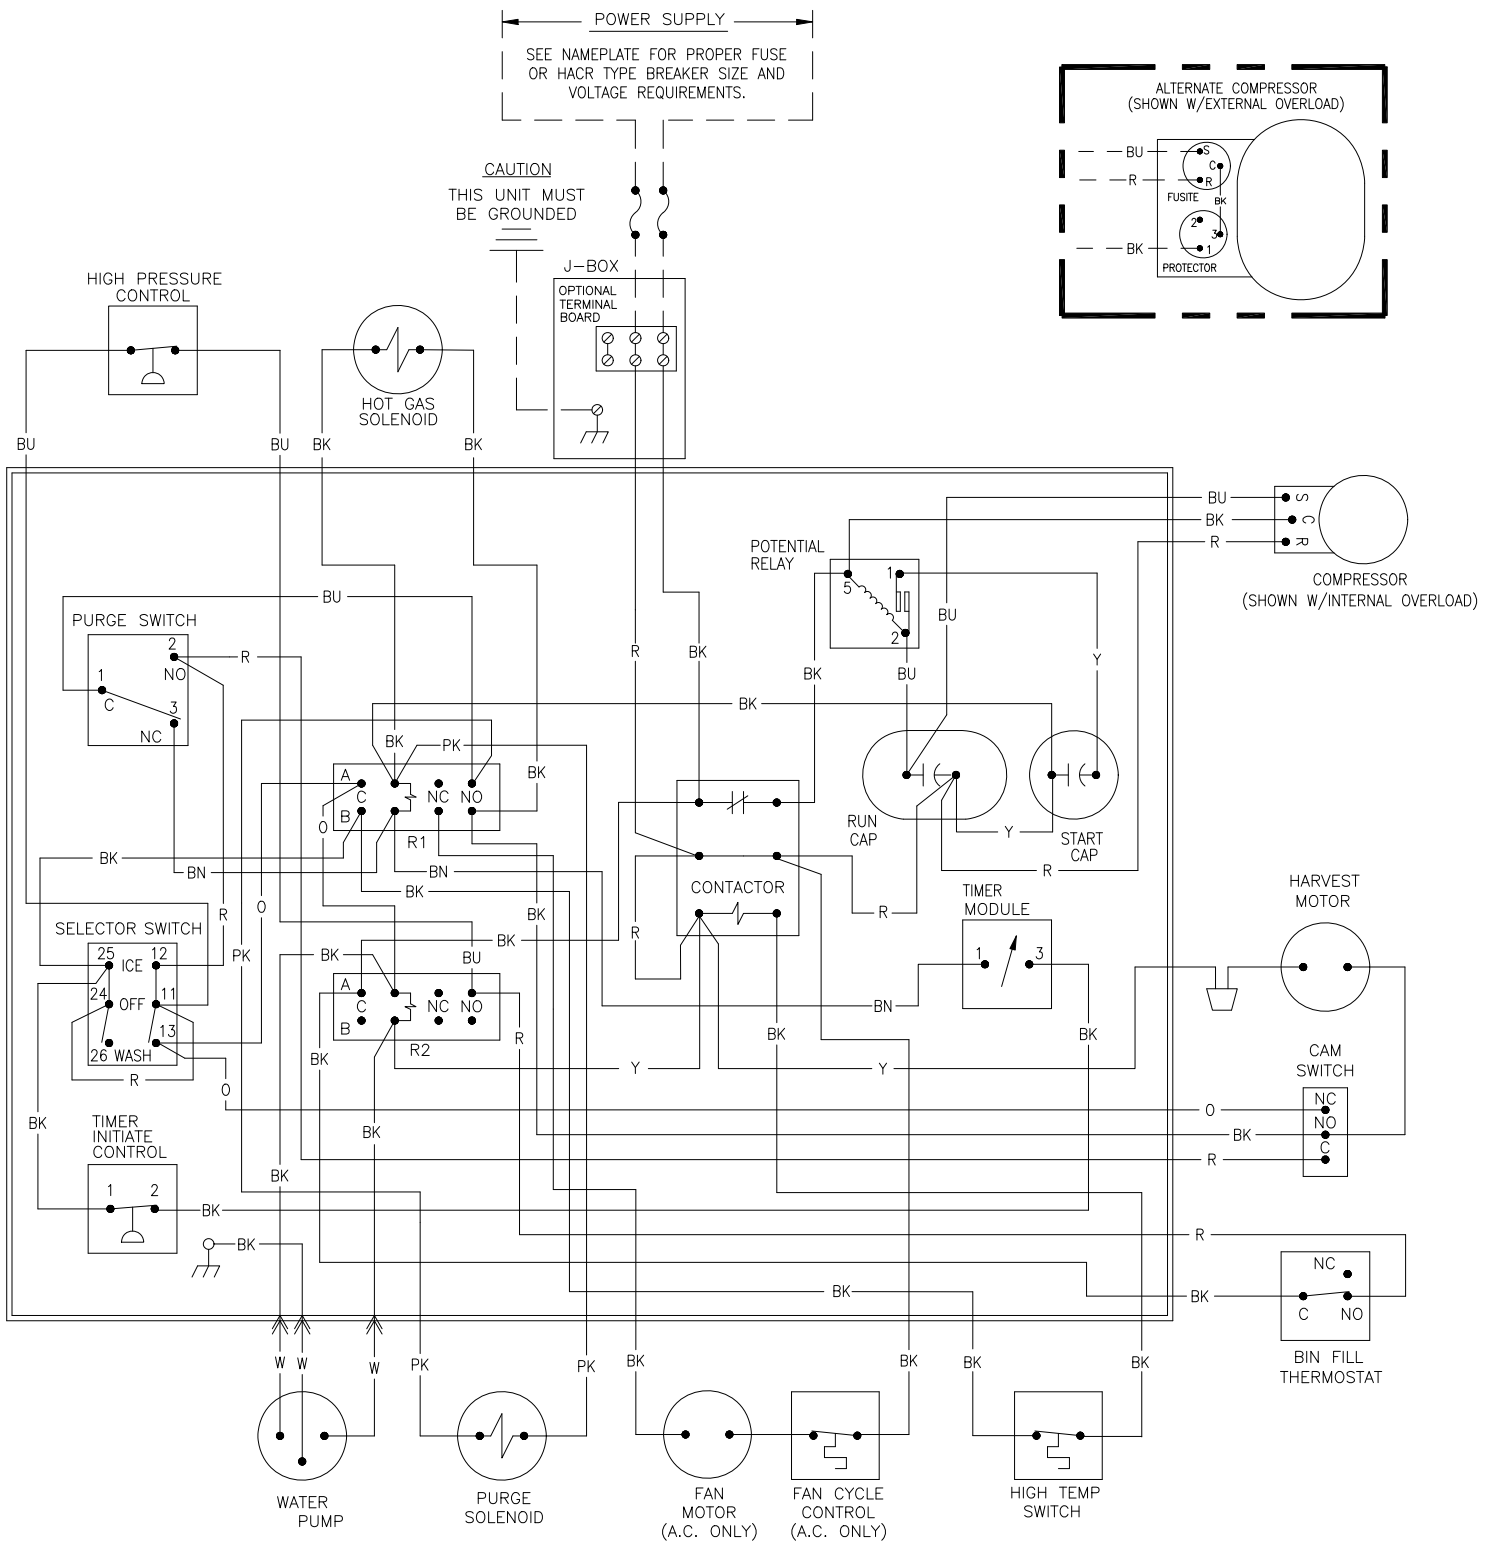 POWER SUPPLY
SEE NAMEPLATE FOR PROPER FUSE
OR HACR TYPE BREAKER SIZE AND
VOLTAGE REQUIREMENTS.
ALTERNATE COMPRESSOR
(SHOWN W/EXTERNAL OVERLOAD)
BU
S
C
R
R
FUSITE
BK
2
3
BK
1
PROTECTOR
CAUTION
THIS UNIT MUST
BE GROUNDED
J-BOX
OPTIONAL
TERMINAL
BOARD
HIGH PRESSURE
CONTROL
HOT GAS
SOLENOID
BU
BU
BK
BK
BU
S
BK
C
R
R
COMPRESSOR
(SHOWN W/INTERNAL OVERLOAD)
POTENTIAL
RELAY
1
5
2
BU
BU
PURGE SWITCH
2
NO
1
C
3
NC
R
R
BK
BK
BU
Y
BK
BK
PK
BK
A
C
NC
NO
B
R1
O
BK
BN
BN
BK
BK
O
R
PK
RUN
CAP
Y
START
CAP
R
CONTACTOR
R
R
TIMER
MODULE
1
3
HARVEST
MOTOR
SELECTOR SWITCH
25
ICE
12
24
OFF
11
13
26 WASH
R
O
BK
BK
BU
A
C
NC
NO
B
R2
R
BK
BN
BK
BK
Y
Y
CAM
SWITCH
NC
NO
C
O
BK
R
BK
TIMER
INITIATE
CONTROL
1
2
BK
BK
BK
BK
R
BK
BK
NC
C
NO
BIN FILL
THERMOSTAT
W
W
W
PK
PK
BK
BK
BK
BK
WATER
PUMP
PURGE
SOLENOID
FAN
MOTOR
(A.C. ONLY)
FAN CYCLE
CONTROL
(A.C. ONLY)
HIGH TEMP
SWITCH